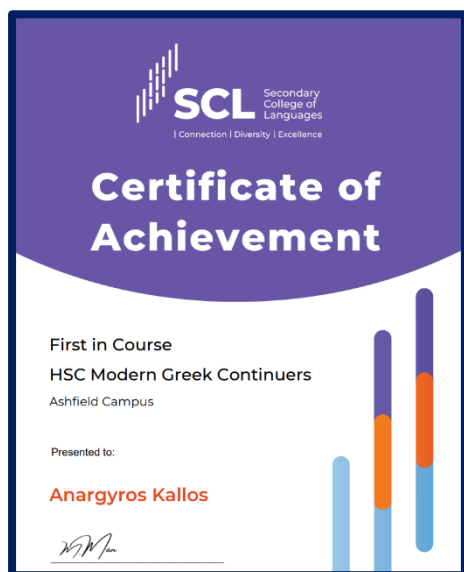 SCL
Secondary
College of
Languages
| Connection | Diversity | Excellence
Certificate of
Achievement
First in Course
HSC Modern Greek Continuers
Ashfield Campus
Presented to:
Anargyros Kallos